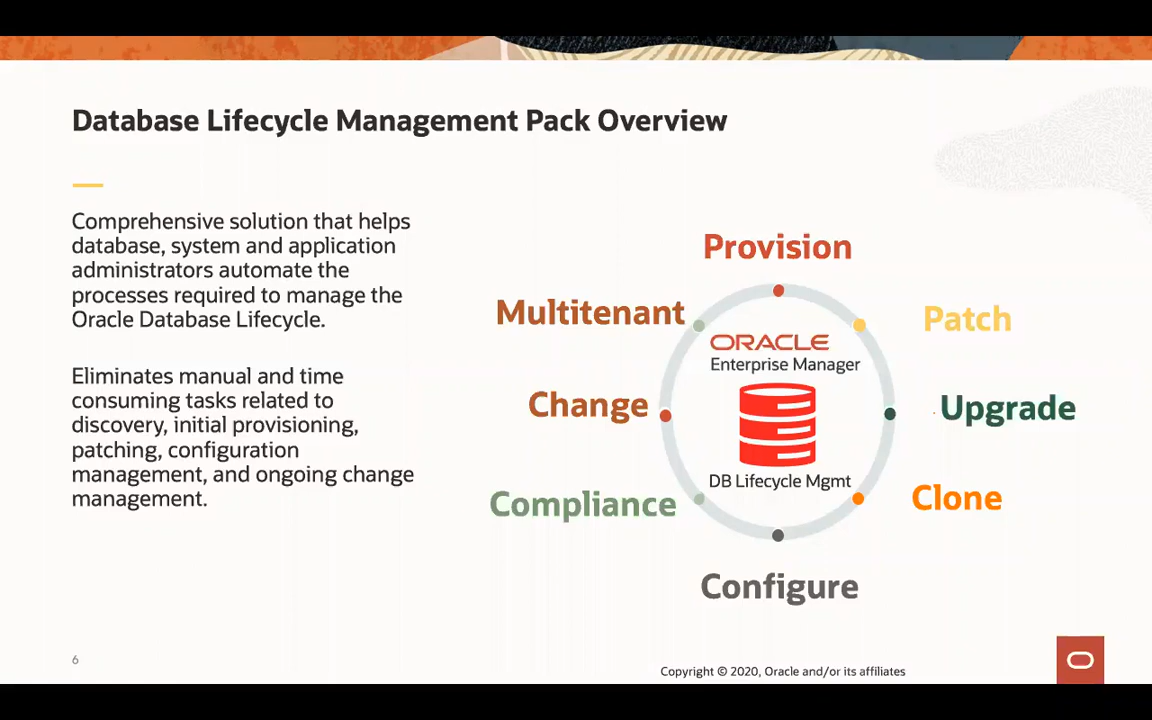 Database Lifecycle Management Pack Overview
Comprehensive solution that helps
database, system and application
administrators automate the
processes required to manage the
Oracle Database Lifecycle.
Eliminates manual and time
consuming tasks related to
discovery, initial provisioning,
patching, configuration
management, and ongoing change
management.
Provision
Multitenant
Patch
ORACLE
Enterprise Manager
Change
Upgrade
DB Lifecycle Mgmt
Compliance
Clone
Configure
6
Copyright © 2020, Oracle and/or its affiliates